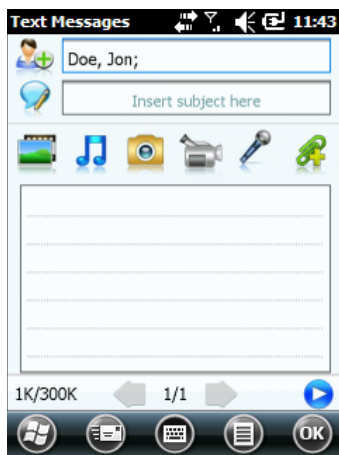 Text Messages 11:43
Doe, Jon;
Insert subject here
1K/300K 1/1
OK